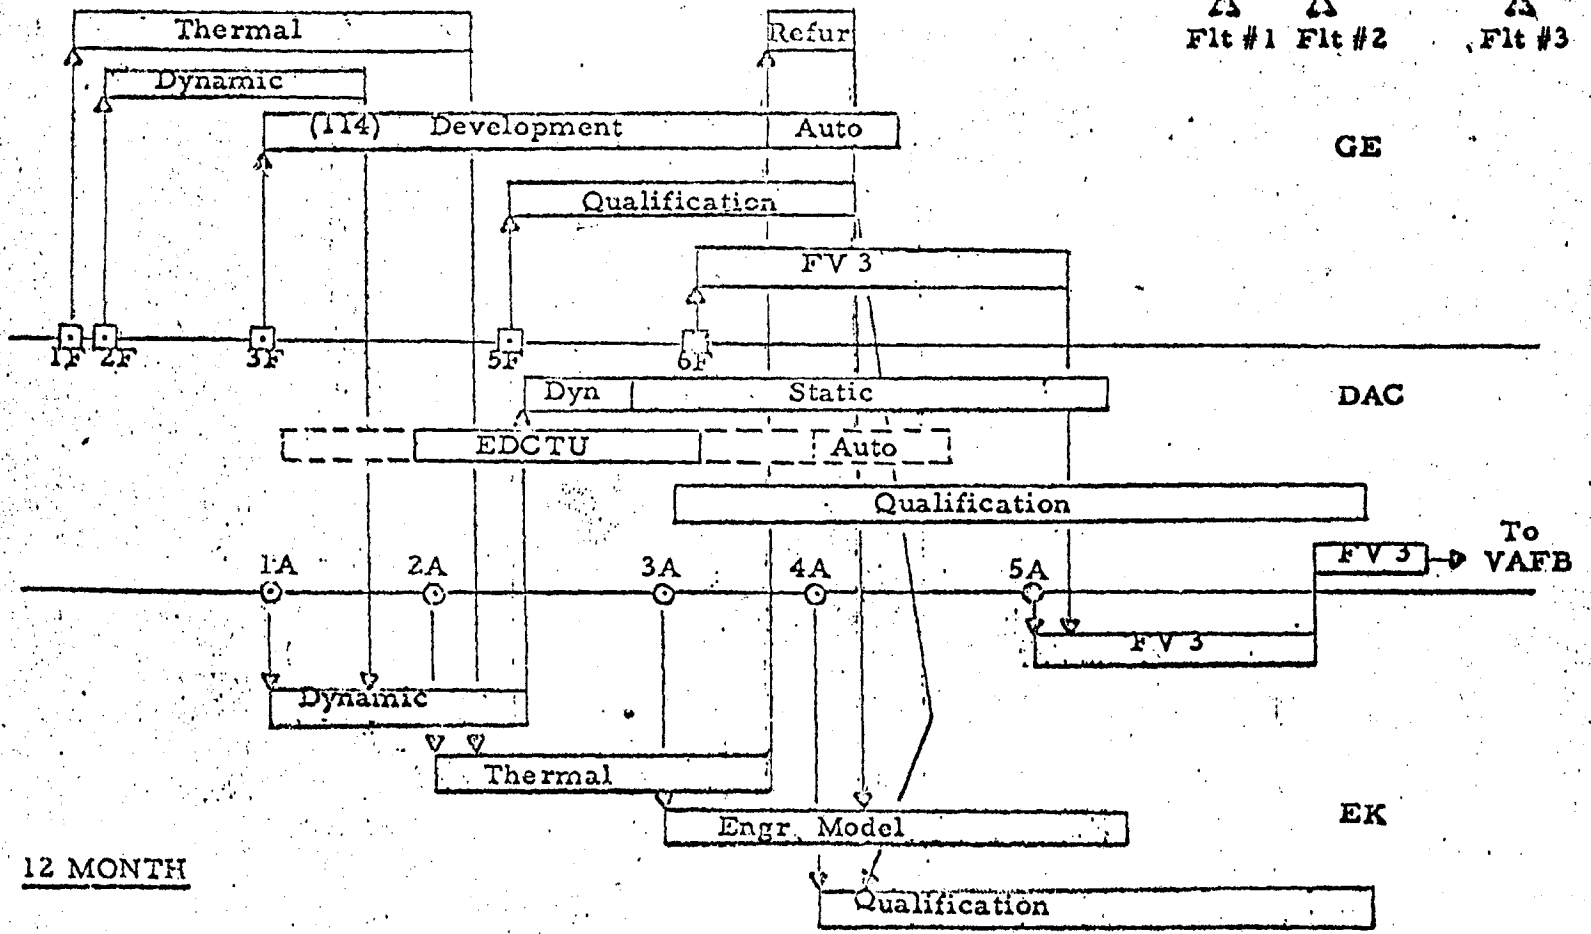 Thermal
Refur
Flt #1 Flt #2 Flt #3
Dynamic
(114) Development Auto
GE
Qualification
FV 3
1F 2F 3F 5F 6F
Dyn Static
DAC
EDCTU Auto
Qualification
To
VAFB
FV 3
1A 2A 3A 4A 5A
FV 3
Dynamic
Thermal
Engr. Model
EK
12 MONTH
Qualification